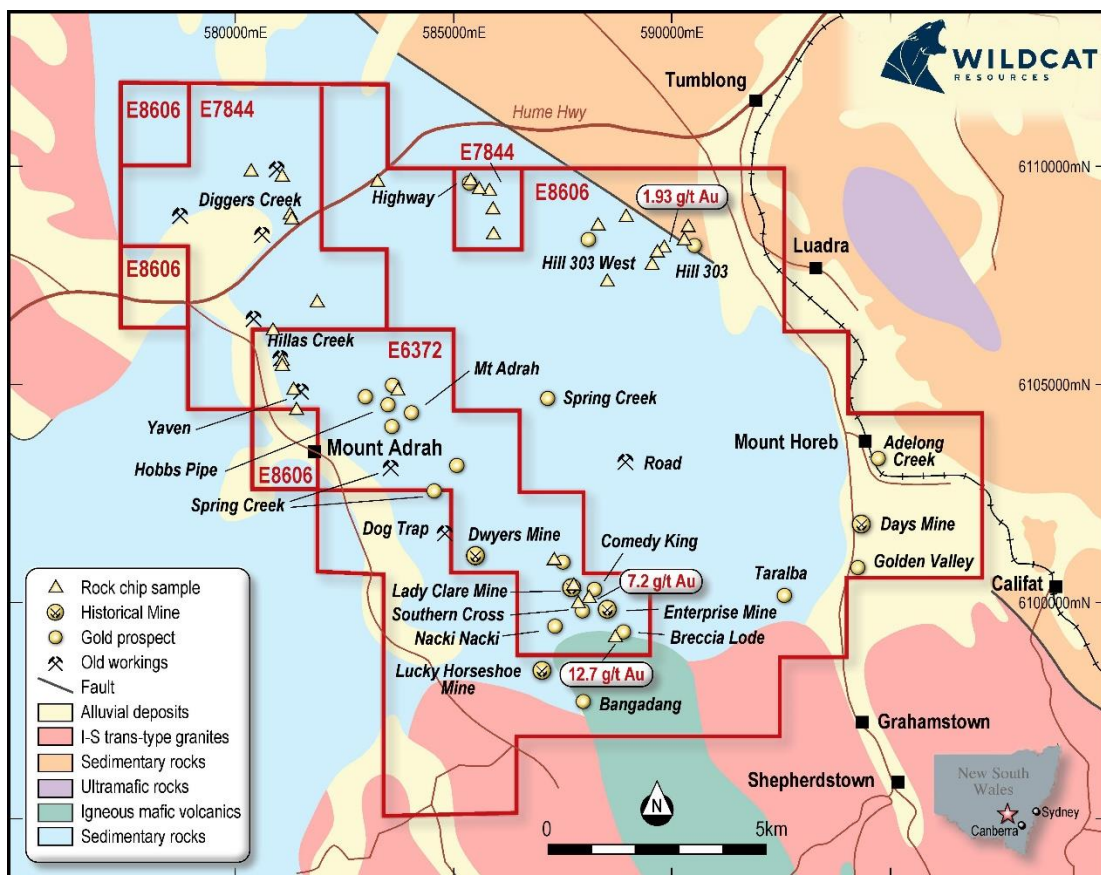 580000mE
585000mE
590000mE
WILDCAT
RESOURCES
Tumblong
Hume Hwy
E8606
E7844
E7844
6110000mN
Highway
E8606
1.93 g/t Au
Diggers Creek
Luadra
E8606
Hill 303 West
Hill 303
Hillas Creek
E6372
Mt Adrah
6105000mN
Spring Creek
Yaven
Mount Adrah
Mount Horeb
Adelong
Creek
Hobbs Pipe
Road
E8606
Spring Creek
Dog Trap
Dwyers Mine
Days Mine
Comedy King
Golden Valley
Taralba
Califat
Lady Clare Mine
7.2 g/t Au
6100000mN
Southern Cross
Enterprise Mine
Nacki Nacki
Breccia Lode
Lucky Horseshoe
Mine
12.7 g/t Au
Bangadang
Grahamstown
Shepherdstown
Rock chip sample
Historical Mine
Gold prospect
Old workings
Fault
Alluvial deposits
I-S trans-type granites
Sedimentary rocks
Ultramafic rocks
Igneous mafic volcanics
Sedimentary rocks
N
0
5km
New South
Wales
Sydney
Canberra